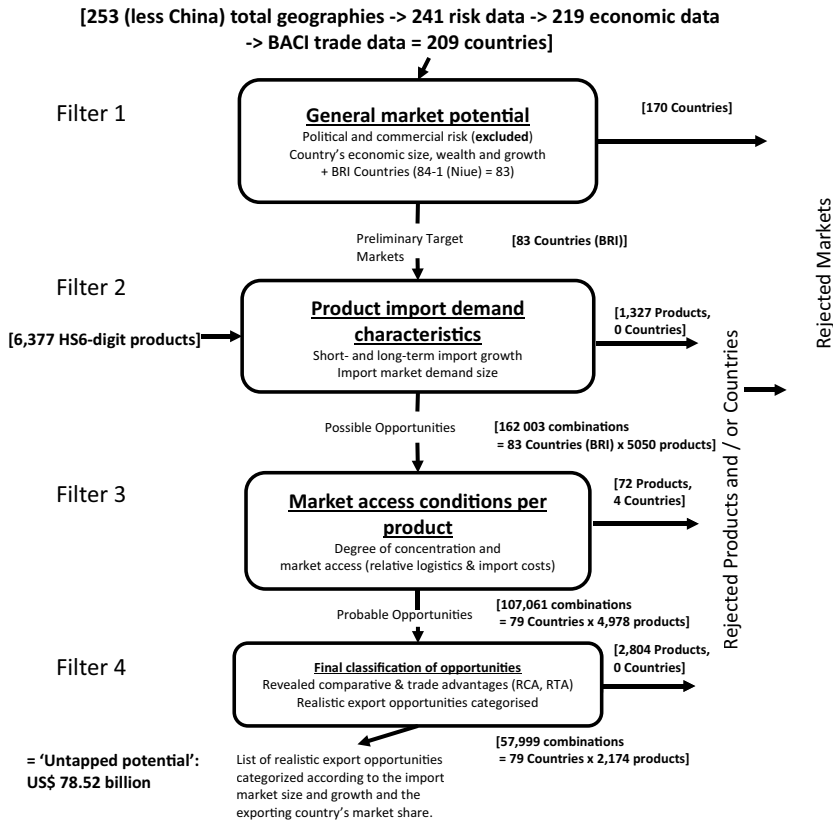 [253 (less China) total geographies -> 241 risk data -> 219 economic data
-> BACI trade data = 209 countries]
Filter 1
General market potential
Political and commercial risk (excluded)
Country's economic size, wealth and growth
+ BRI Countries (84-1 (Niue) = 83)
[170 Countries]
Rejected Markets
Preliminary Target
Markets
[83 Countries (BRI)]
Filter 2
[6,377 HS6-digit products]
Product import demand
characteristics
Short- and long-term import growth
Import market demand size
[1,327 Products,
0 Countries]
Rejected Products and / or Countries
Possible Opportunities
[162 003 combinations
= 83 Countries (BRI) x 5050 products]
Filter 3
Market access conditions per
product
Degree of concentration and
market access (relative logistics & import costs)
[72 Products,
4 Countries]
Probable Opportunities
[107,061 combinations
= 79 Countries x 4,978 products]
Filter 4
Final classification of opportunities
Revealed comparative & trade advantages (RCA, RTA)
Realistic export opportunities categorised
[2,804 Products,
0 Countries]
[57,999 combinations
= 79 Countries x 2,174 products]
= 'Untapped potential':
US$ 78.52 billion
List of realistic export opportunities
categorized according to the import
market size and growth and the
exporting country's market share.